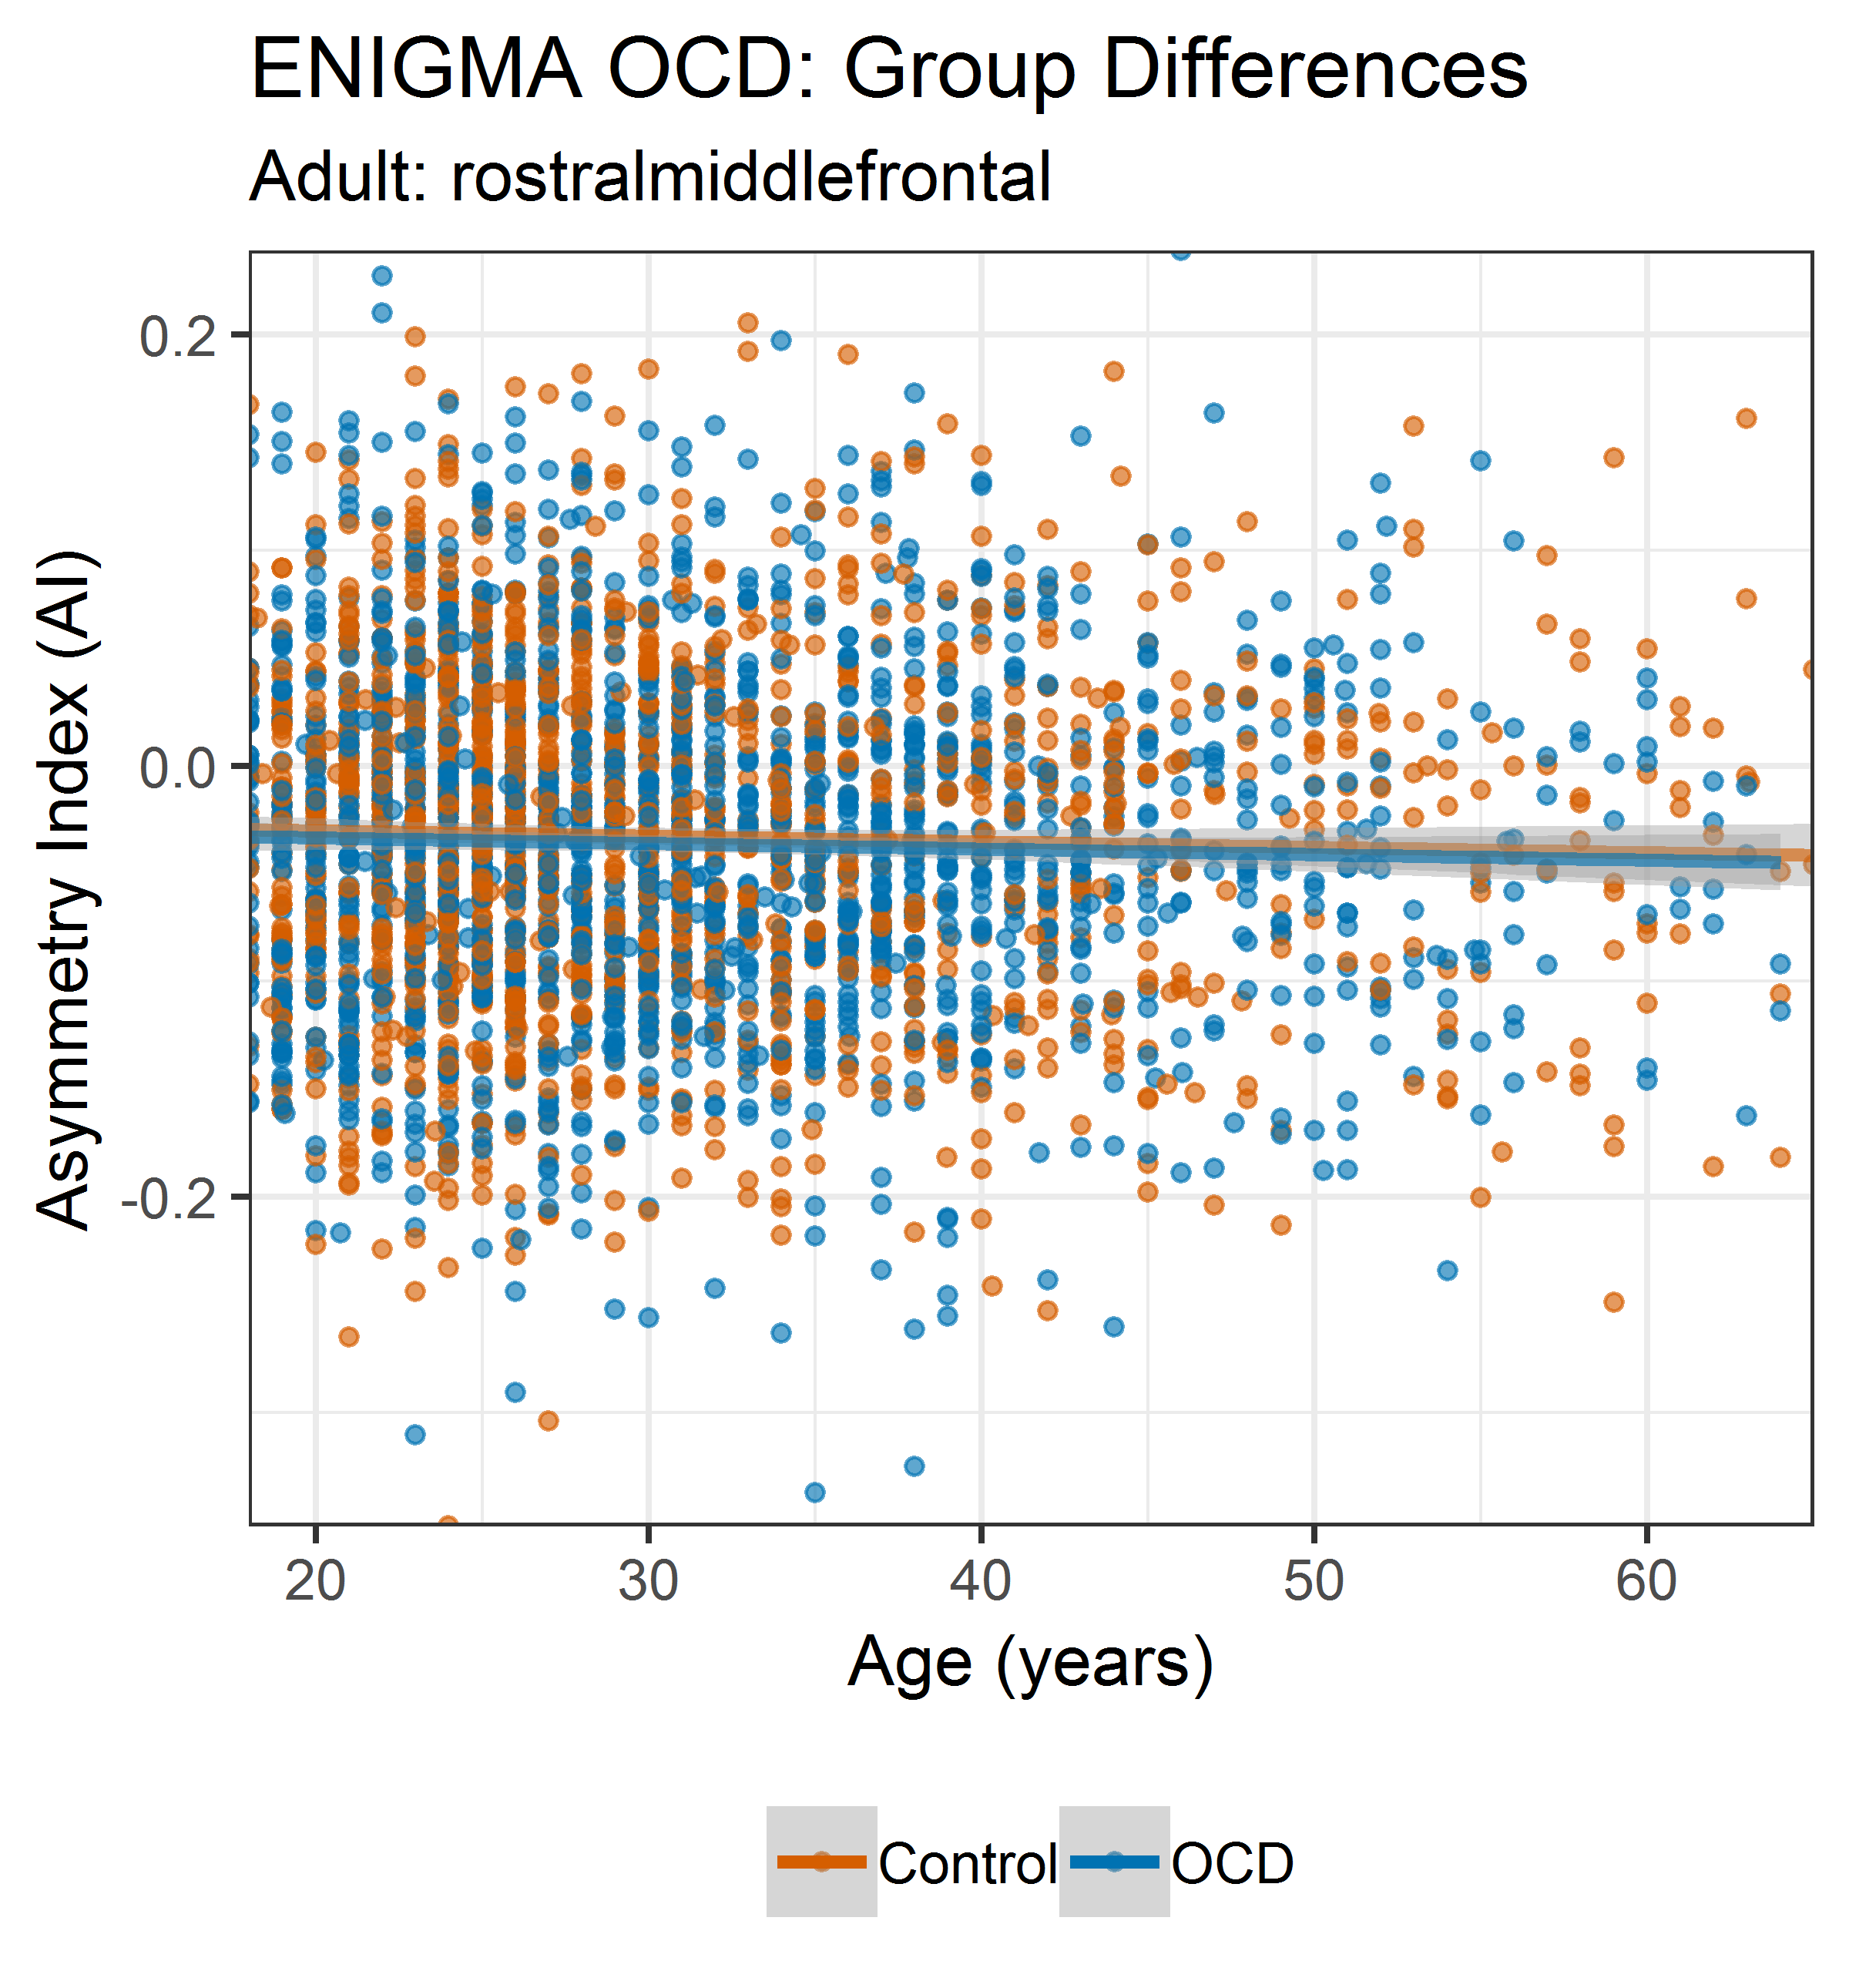 ENIGMA OCD: Group Differences
Adult: rostralmiddlefrontal
Asymmetry Index (AI)
0.2
0.0
-0.2
20 30 40 50 60
Age (years)
Control OCD